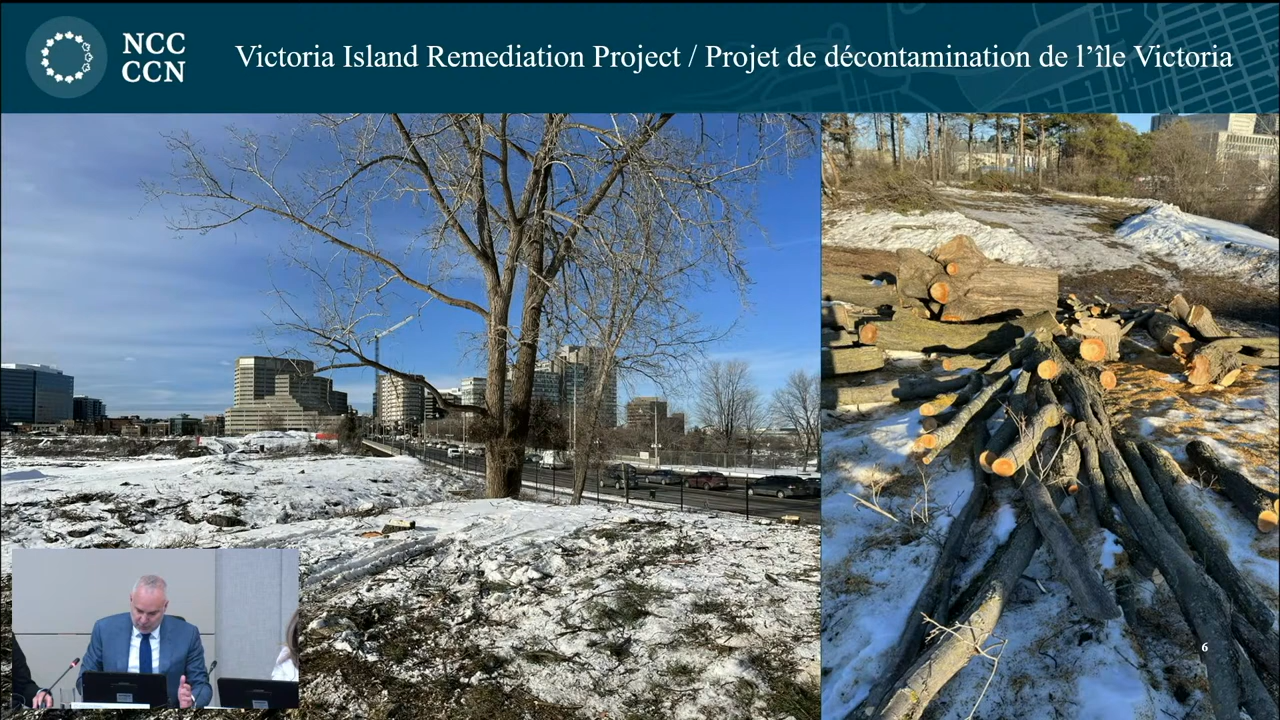 NCC
CCN
Victoria Island Remediation Project / Projet de décontamination de l’île Victoria
6